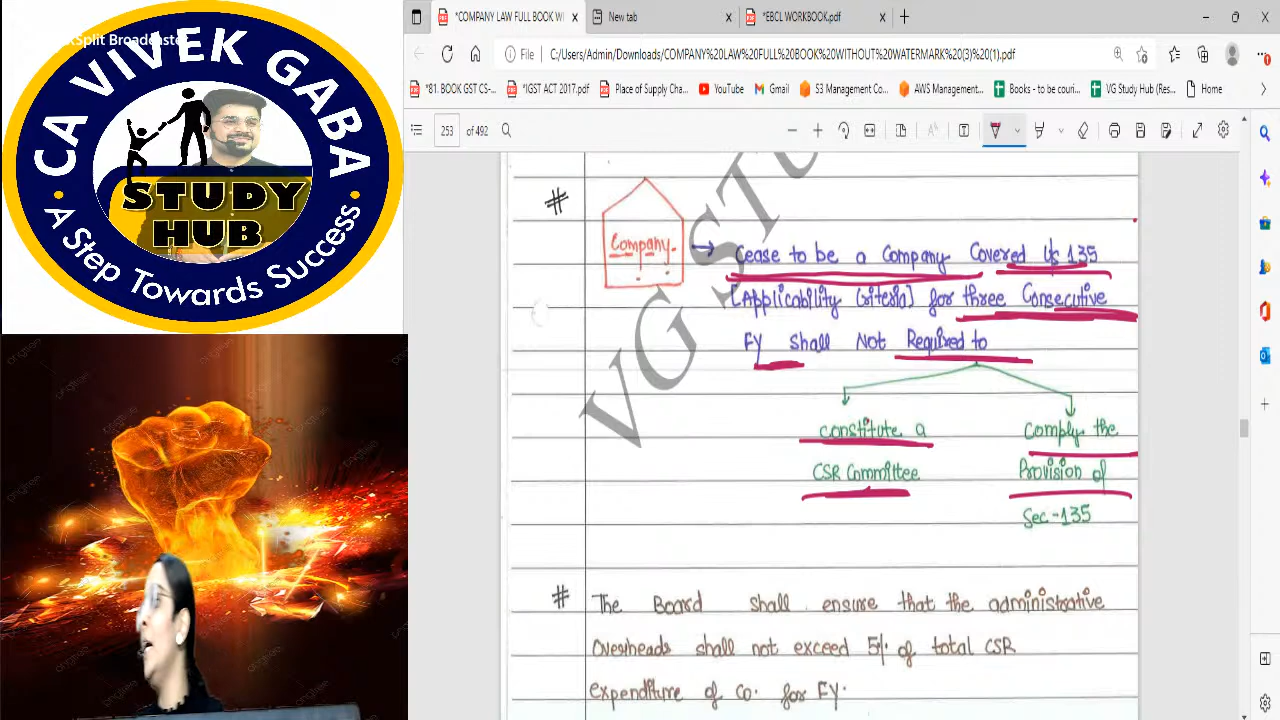 CA VIVEK GABA
STUDY
HUB
• A Step Towards Success •
*COMPANY LAW FULL BOOK (WI
New tab
*EBCL WORKBOOK.pdf
File
C:/Users/Admin/Downloads/COMPANY%20LAW%20FULL%20BOOK%20WITHOUT%20WATERMARK%20(3)%20(1).pdf
*81. BOOK GST CS-...
*IGST ACT 2017.pdf
Place of Supply Cha...
YouTube
Gmail
S3 Management Co...
AWS Management...
Books - to be couri...
VG Study Hub (Res...
Home
253 of 492
VG STU
#
Company.
→ Cease to be a Company Covered u/s 135
[Applicability Criteria] for three Consecutive
FY shall Not Required to
constitute a
CSR Committee
Comply the
Provision of
Sec-135
# The Board shall ensure that the administrative
overheads shall not exceed 5% of total CSR
expenditure of Co. for FY.